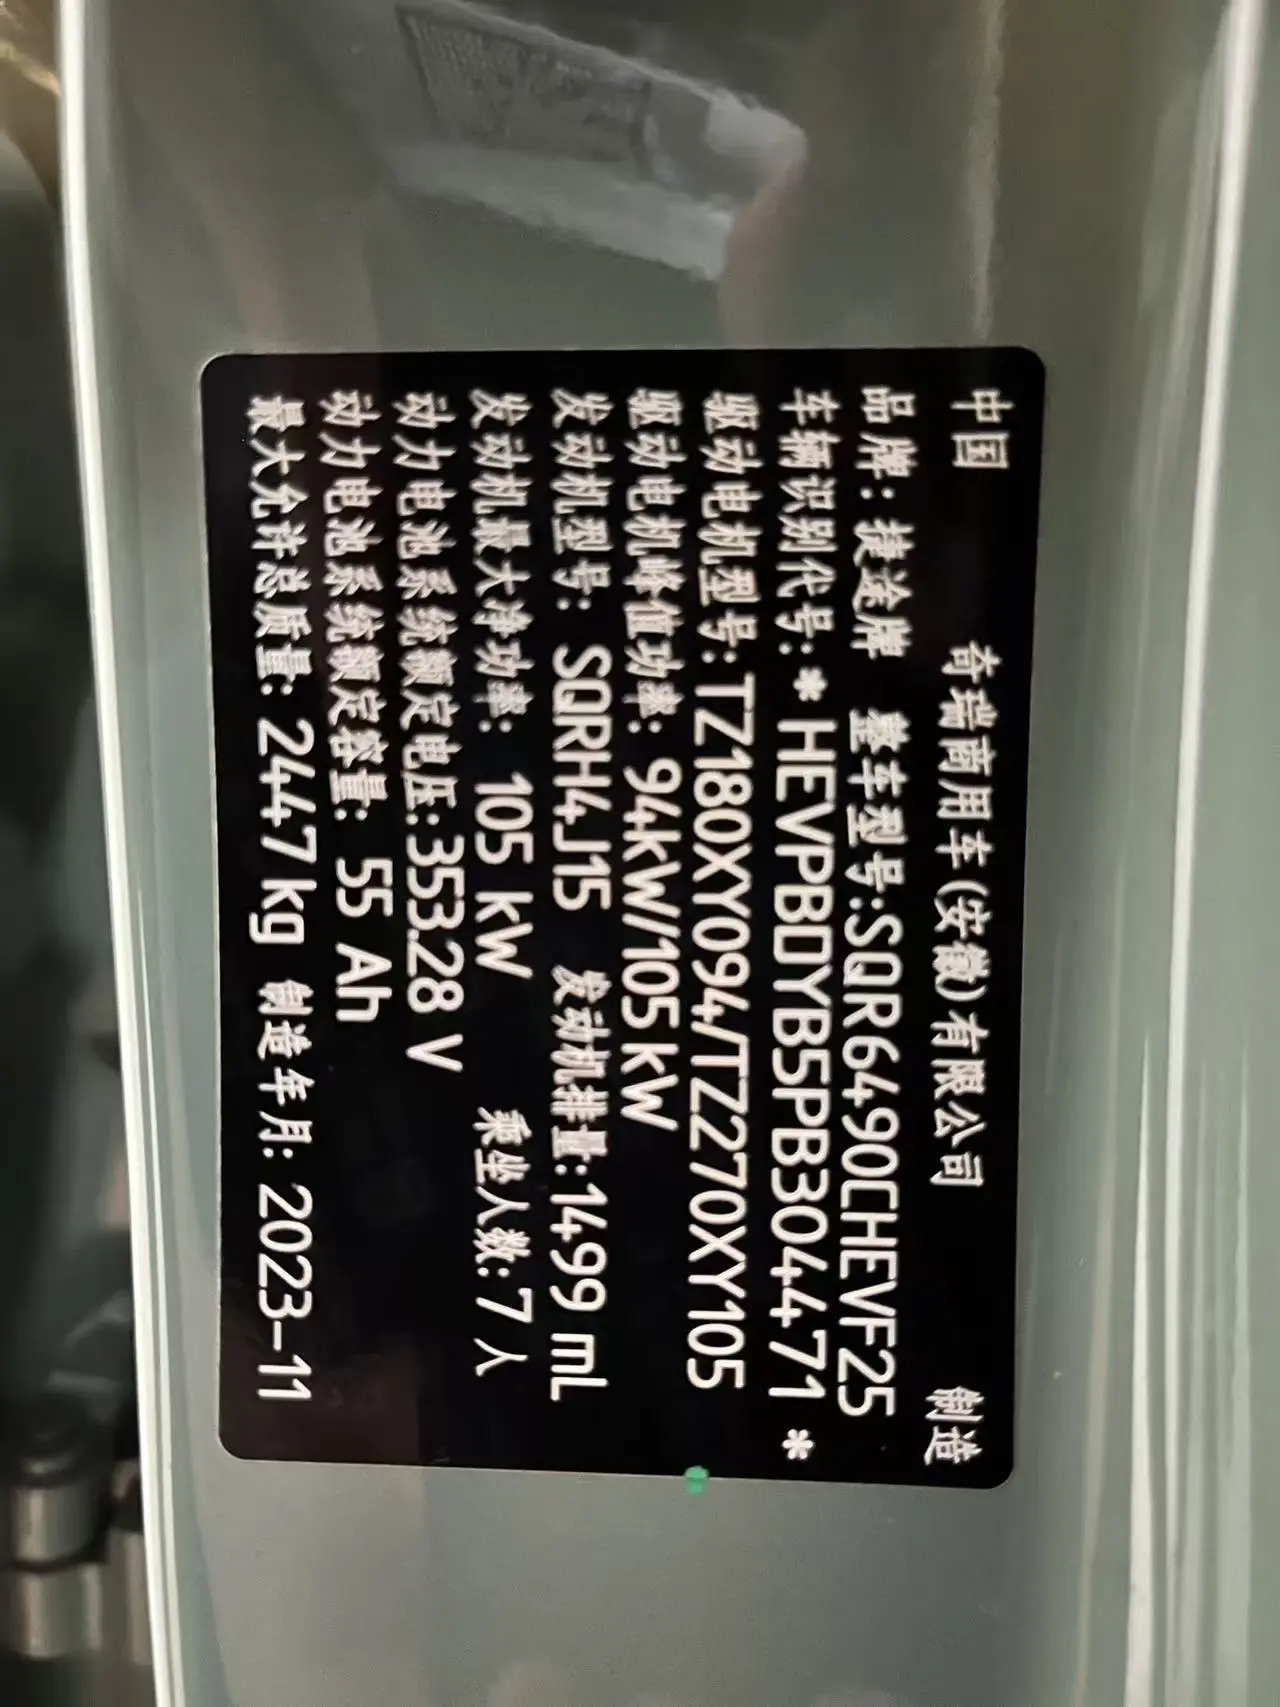 中国 奇瑞商用车(安徽)有限公司 制造
品牌: 捷途牌 整车型号:SQR6490CHEVF25
车辆识别代号:*HEVPBDYB5PB304471*
驱动电机型号:TZ180XY094/TZ270XY105
驱动电机峰值功率: 94kW/105kW
发动机型号: SQRH4J15 发动机排量:1499 mL
发动机最大净功率: 105 kW 乘坐人数:7人
动力电池系统额定电压:353.28 V
动力电池系统额定容量: 55 Ah
最大允许总质量: 2447kg 制造年月: 2023-11